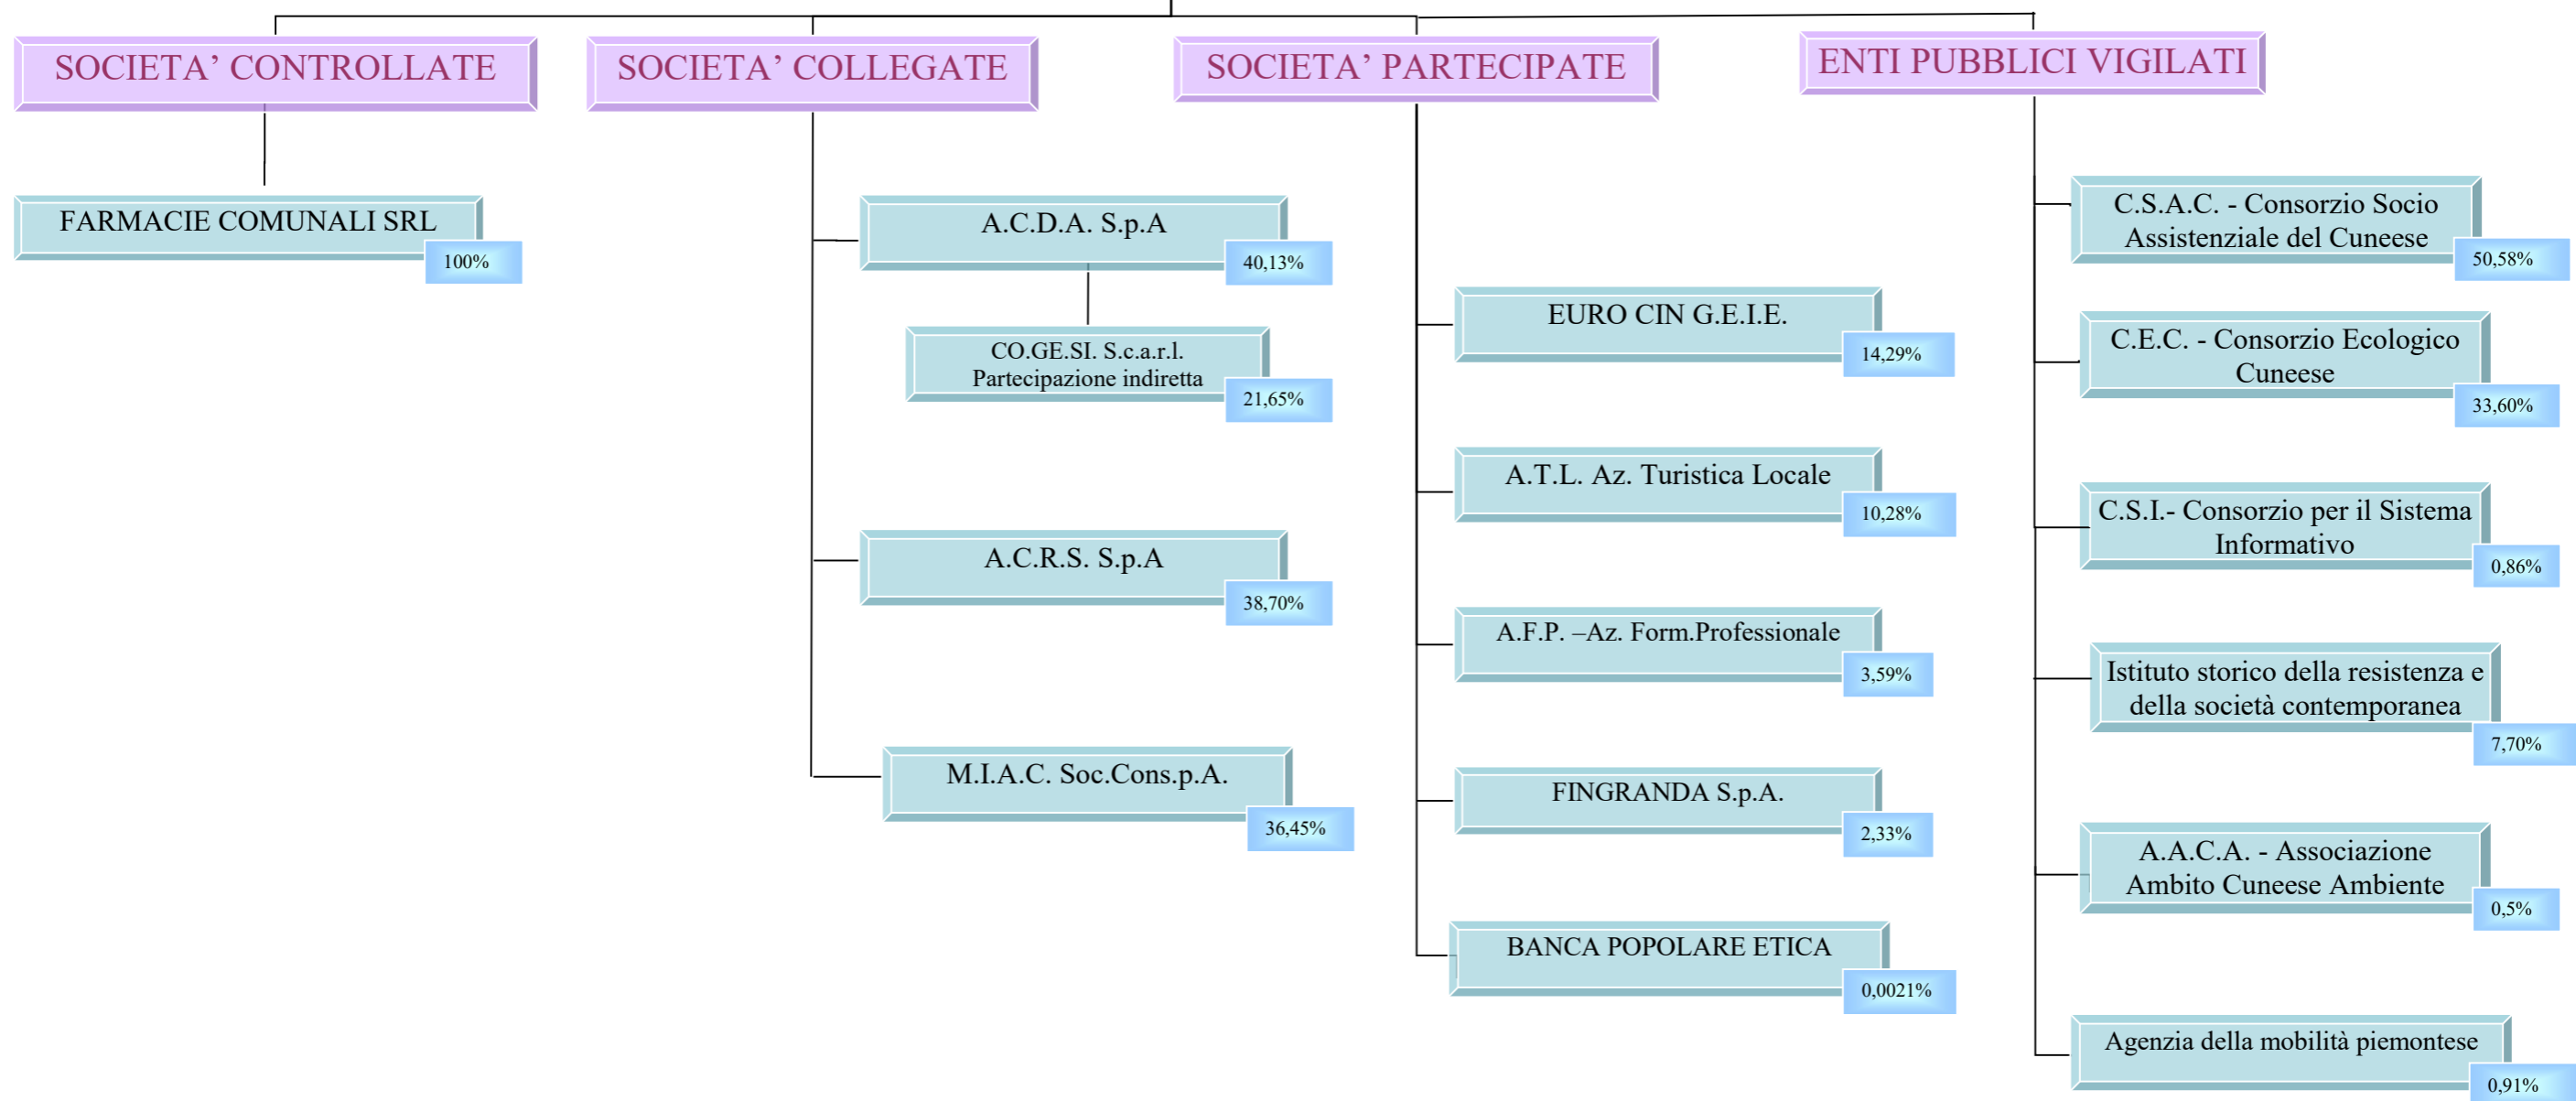 SOCIETA’ CONTROLLATE
SOCIETA’ COLLEGATE
SOCIETA’ PARTECIPATE
ENTI PUBBLICI VIGILATI
FARMACIE COMUNALI SRL
100%
A.C.D.A. S.p.A
40,13%
CO.GE.SI. S.c.a.r.l.
Partecipazione indiretta
21,65%
A.C.R.S. S.p.A
38,70%
M.I.A.C. Soc.Cons.p.A.
36,45%
EURO CIN G.E.I.E.
14,29%
A.T.L. Az. Turistica Locale
10,28%
A.F.P. –Az. Form.Professionale
3,59%
FINGRANDA S.p.A.
2,33%
BANCA POPOLARE ETICA
0,0021%
C.S.A.C. - Consorzio Socio
Assistenziale del Cuneese
50,58%
C.E.C. - Consorzio Ecologico
Cuneese
33,60%
C.S.I.- Consorzio per il Sistema
Informativo
0,86%
Istituto storico della resistenza e
della società contemporanea
7,70%
A.A.C.A. - Associazione
Ambito Cuneese Ambiente
0,5%
Agenzia della mobilità piemontese
0,91%